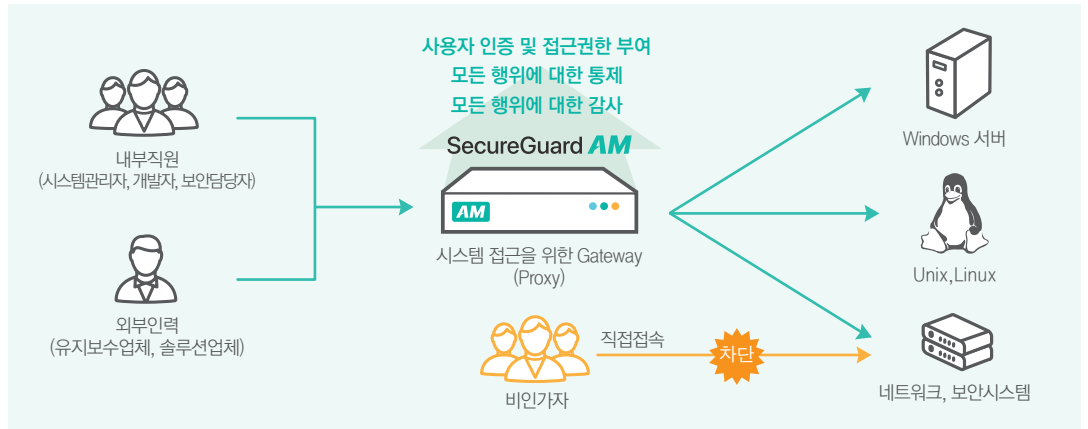 사용자 인증 및 접근권한 부여
모든 행위에 대한 통제
모든 행위에 대한 감사
SecureGuard AM
AM
시스템 접근을 위한 Gateway
(Proxy)
내부직원
(시스템관리자, 개발자, 보안담당자)
외부인력
(유지보수업체, 솔루션업체)
비인가자
직접접속
차단
Windows 서버
Unix,Linux
네트워크, 보안시스템